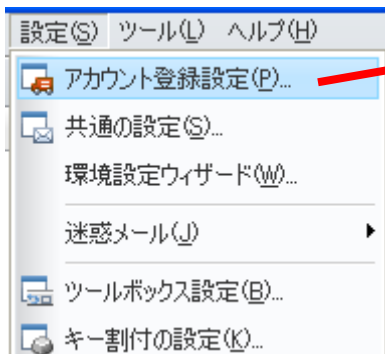 設定(S) ツール(L) ヘルプ(H)
アカウント登録設定(P)...
共通の設定(S)...
環境設定ウィザード(W)...
迷惑メール(J)
ツールボックス設定(B)...
キー割付の設定(K)...